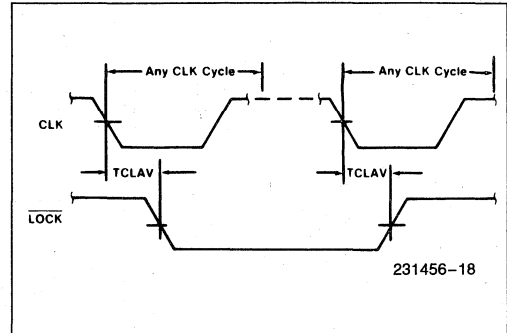 Any CLK Cycle Any CLK Cycle
CLK
TCLAV TCLAV
LOCK
231456-18